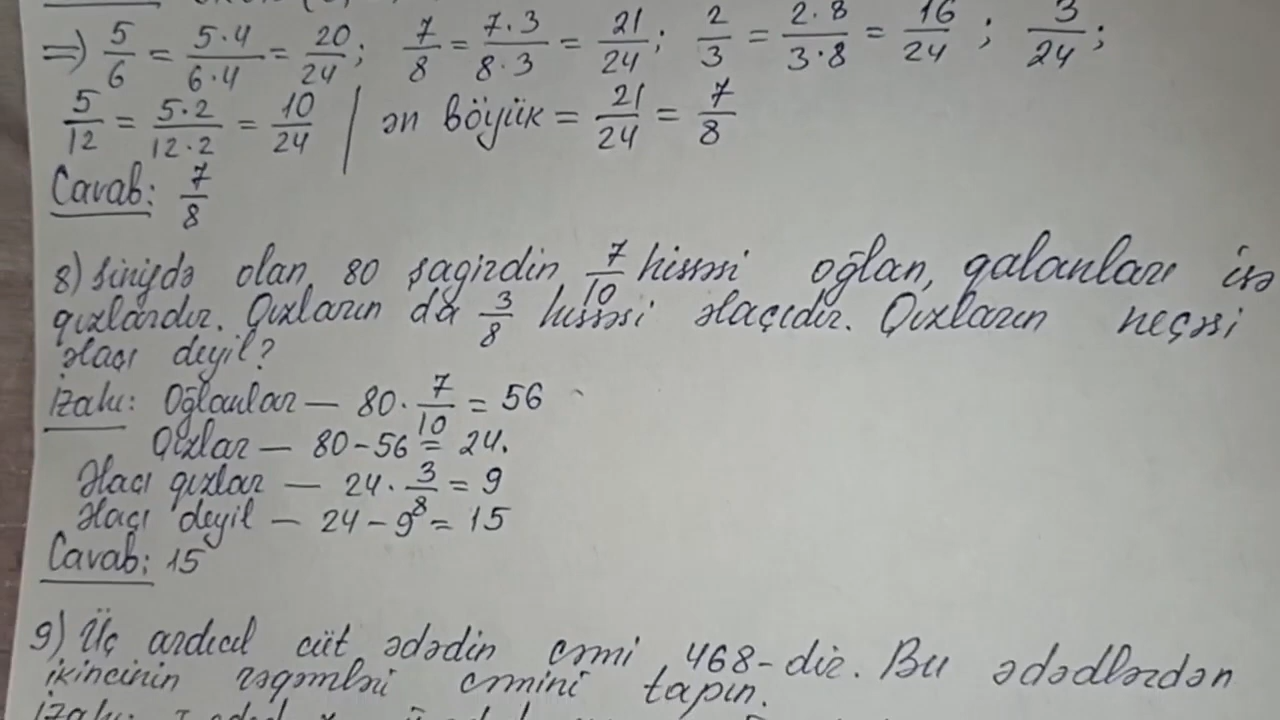 => 5/6 = 5·4/6·4 = 20/24; 7/8 = 7·3/8·3 = 21/24; 2/3 = 2·8/3·8 = 16/24; 3/24;
5/12 = 5·2/12·2 = 10/24 | ən böyük = 21/24 = 7/8
Cavab: 7/8
8) Sinifdə olan 80 şagirdin 7/10 hissəsi oğlan, qalanları isə
qızlardır. Qızların da 3/8 hissəsi əlaçıdır. Qızların neçəsi
əlaçı deyil?
İzahı: Oğlanlar — 80·7/10 = 56
Qızlar — 80-56 = 24.
Əlaçı qızlar — 24·3/8 = 9
Əlaçı deyil — 24-9 = 15
Cavab: 15
9) Üç ardıcıl cüt ədədin cəmi 468-dir. Bu ədədlərdən
ikincinin rəqəmləri cəmini tapın.
İzahı: